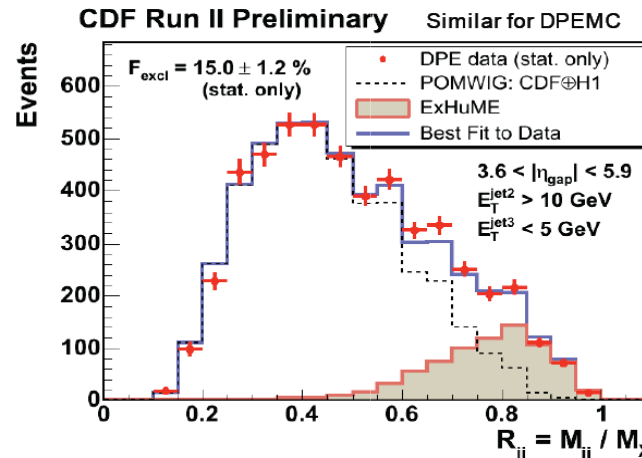 CDF Run II Preliminary
Similar for DPEMC
Events
F_excl = 15.0 ± 1.2 %
(stat. only)
DPE data (stat. only)
POMWIG: CDF⊕H1
ExHuME
Best Fit to Data
3.6 < |η_gap| < 5.9
E_T^jet2 > 10 GeV
E_T^jet3 < 5 GeV
600
500
400
300
200
100
0
0 0.2 0.4 0.6 0.8 1
R_jj = M_jj / M